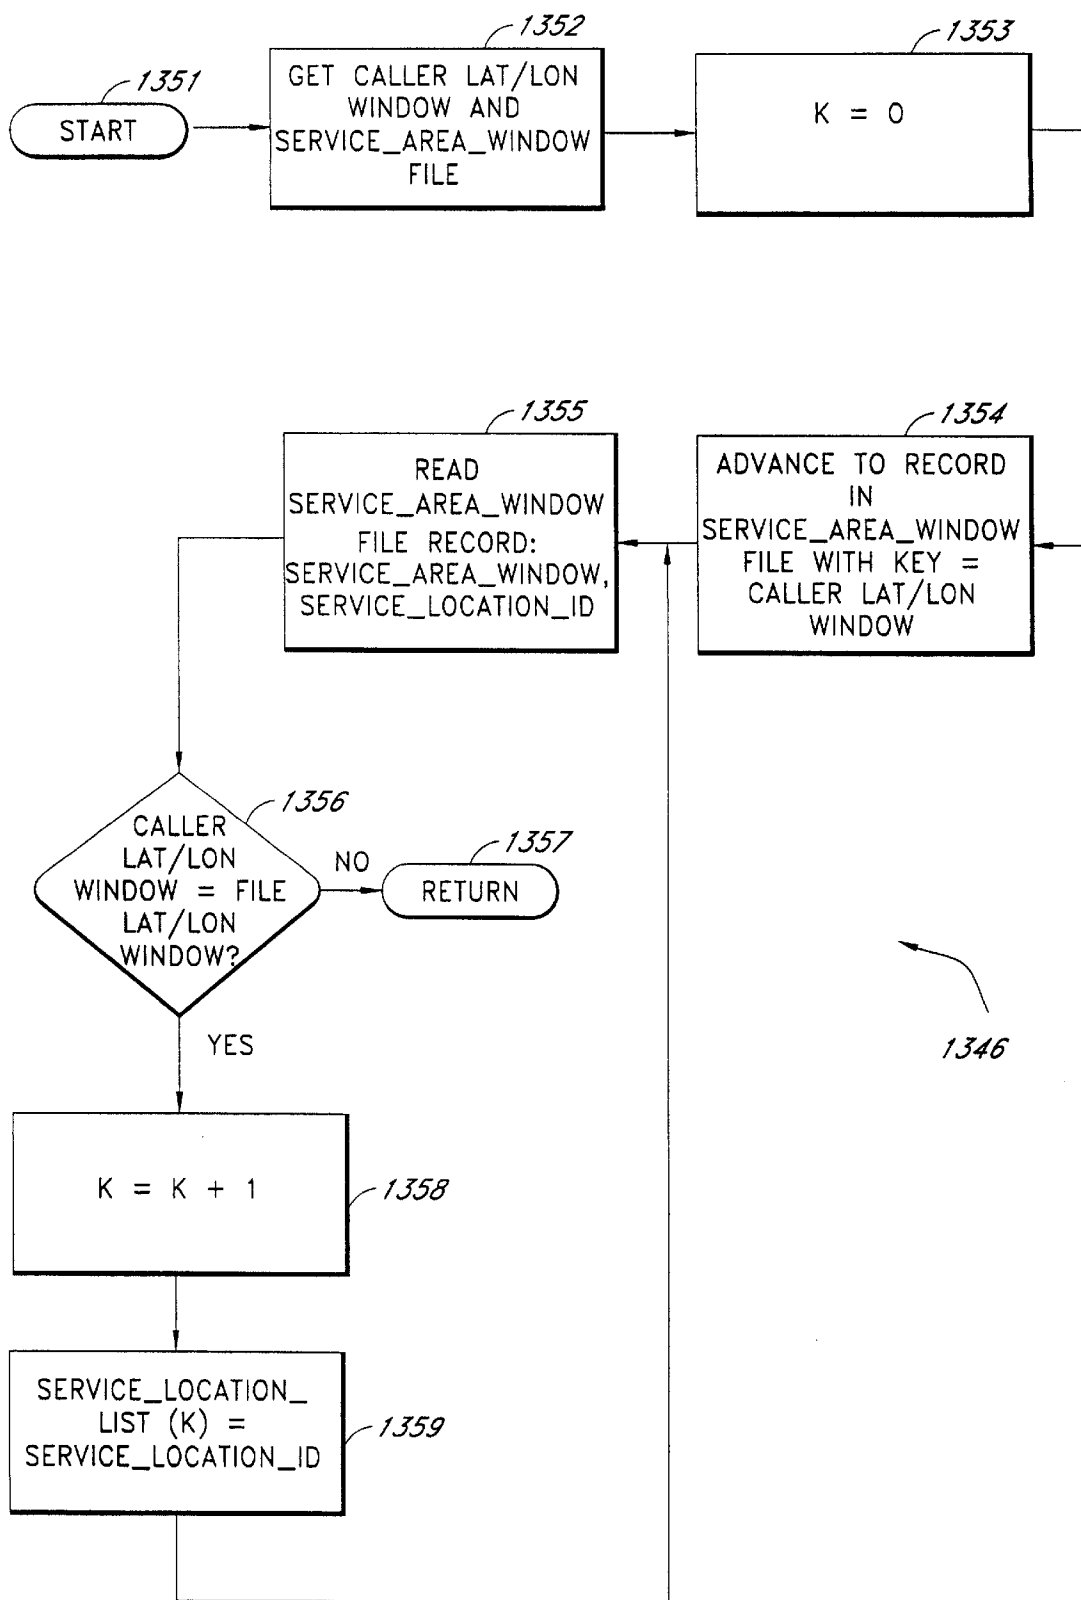 1351
START
1352
GET CALLER LAT/LON
WINDOW AND
SERVICE_AREA_WINDOW
FILE
1353
K = 0
1354
ADVANCE TO RECORD
IN
SERVICE_AREA_WINDOW
FILE WITH KEY =
CALLER LAT/LON
WINDOW
1355
READ
SERVICE_AREA_WINDOW
FILE RECORD:
SERVICE_AREA_WINDOW,
SERVICE_LOCATION_ID
1356
CALLER
LAT/LON
WINDOW = FILE
LAT/LON
WINDOW?
NO
1357
RETURN
YES
1346
K = K + 1
1358
SERVICE_LOCATION_
LIST (K) =
SERVICE_LOCATION_ID
1359